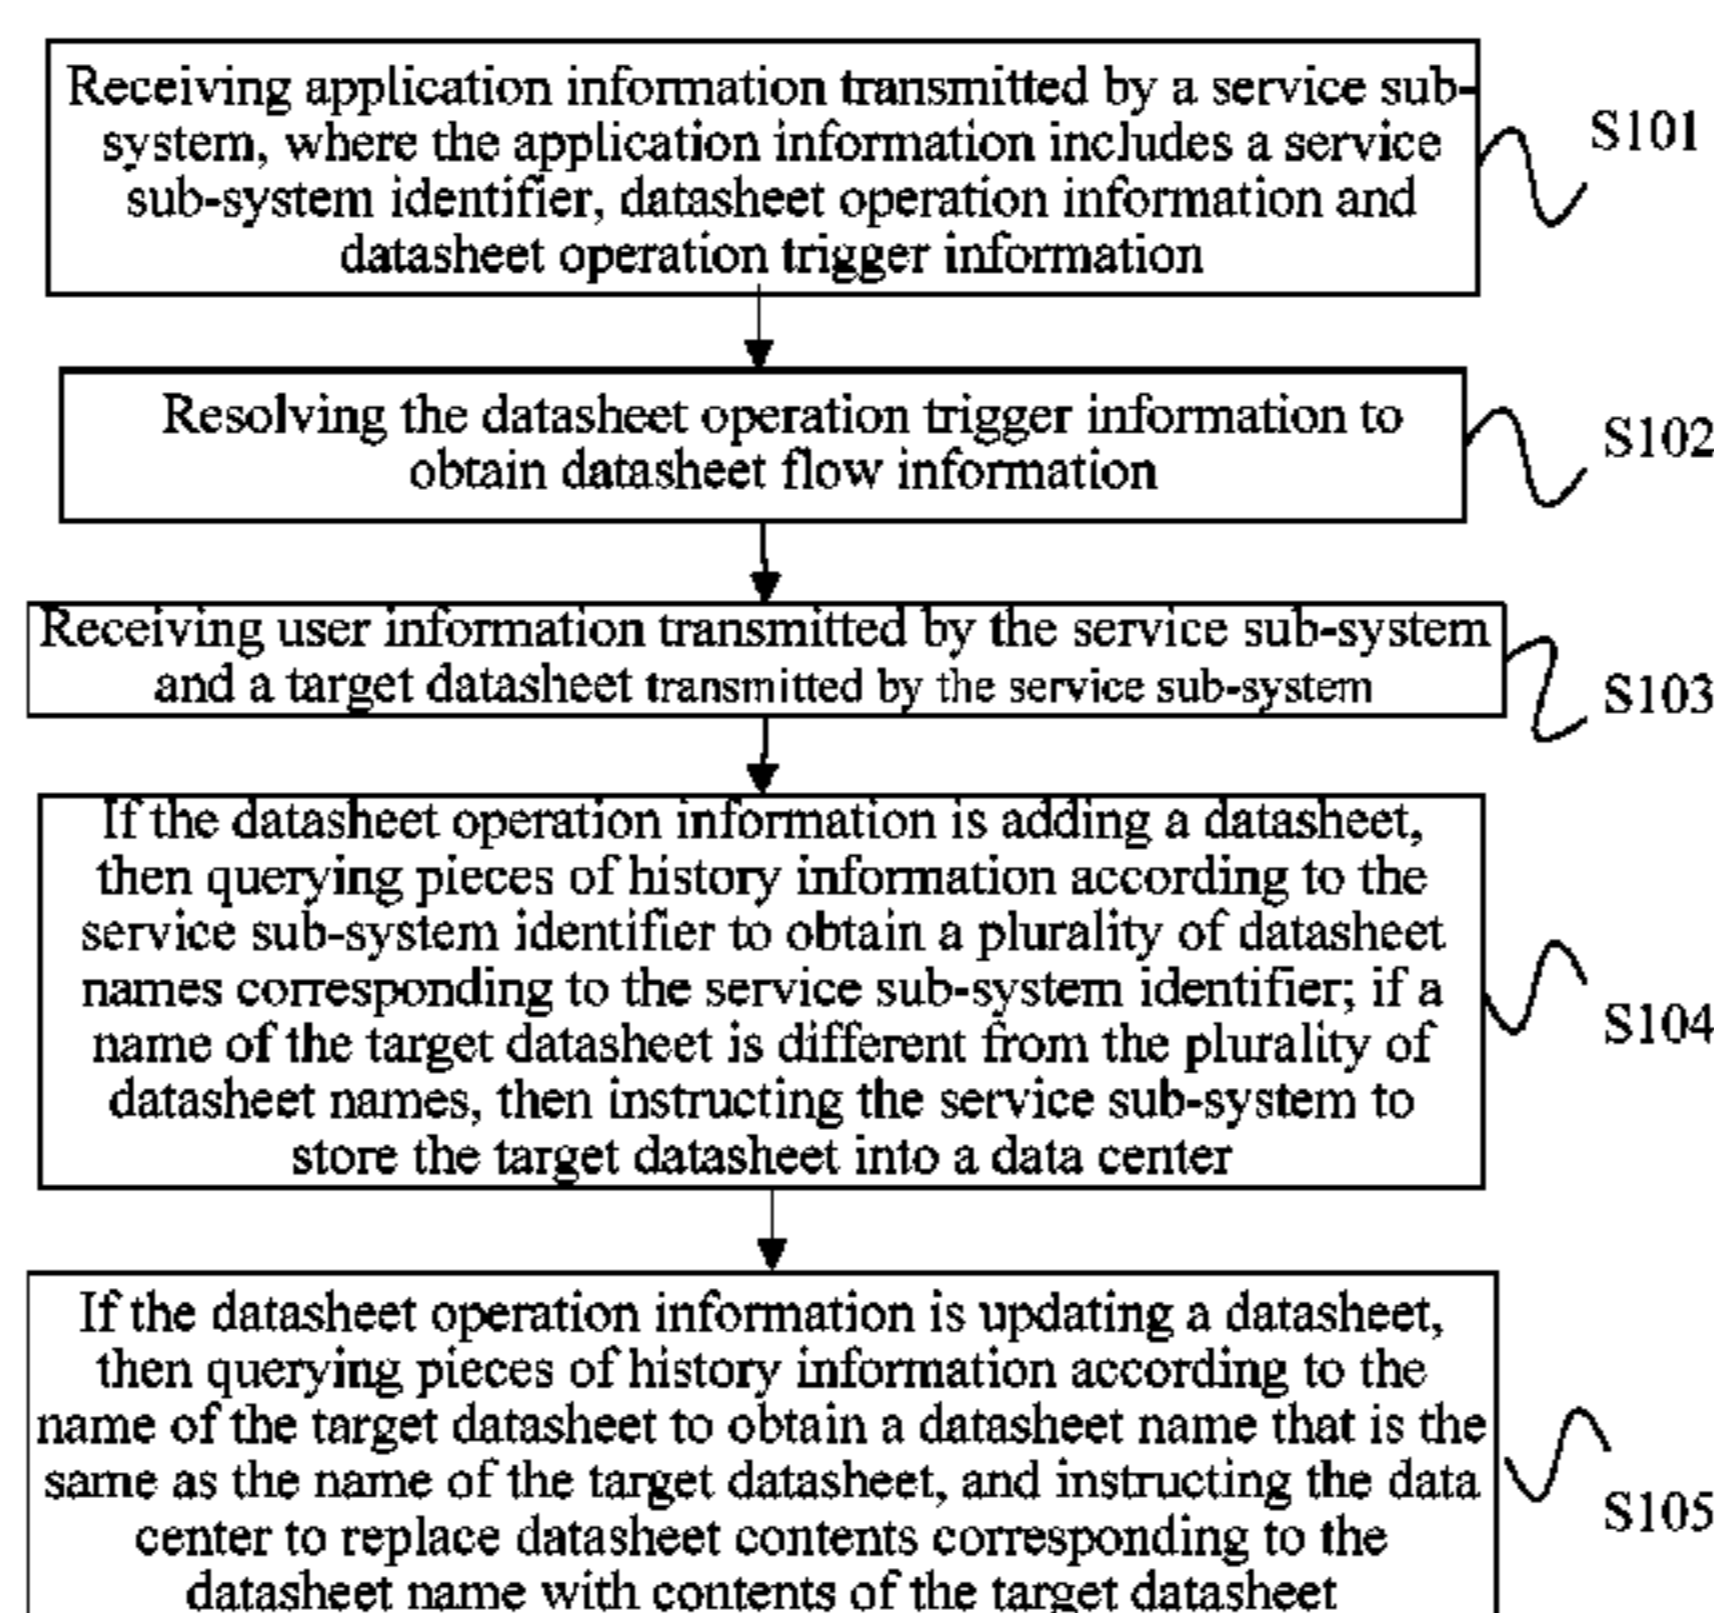 Receiving application information transmitted by a service sub-
system, where the application information includes a service
sub-system identifier, datasheet operation information and
datasheet operation trigger information
S101
Resolving the datasheet operation trigger information to
obtain datasheet flow information
S102
Receiving user information transmitted by the service sub-system
and a target datasheet transmitted by the service sub-system
S103
If the datasheet operation information is adding a datasheet,
then querying pieces of history information according to the
service sub-system identifier to obtain a plurality of datasheet
names corresponding to the service sub-system identifier; if a
name of the target datasheet is different from the plurality of
datasheet names, then instructing the service sub-system to
store the target datasheet into a data center
S104
If the datasheet operation information is updating a datasheet,
then querying pieces of history information according to the
name of the target datasheet to obtain a datasheet name that is the
same as the name of the target datasheet, and instructing the data
center to replace datasheet contents corresponding to the
datasheet name with contents of the target datasheet
S105